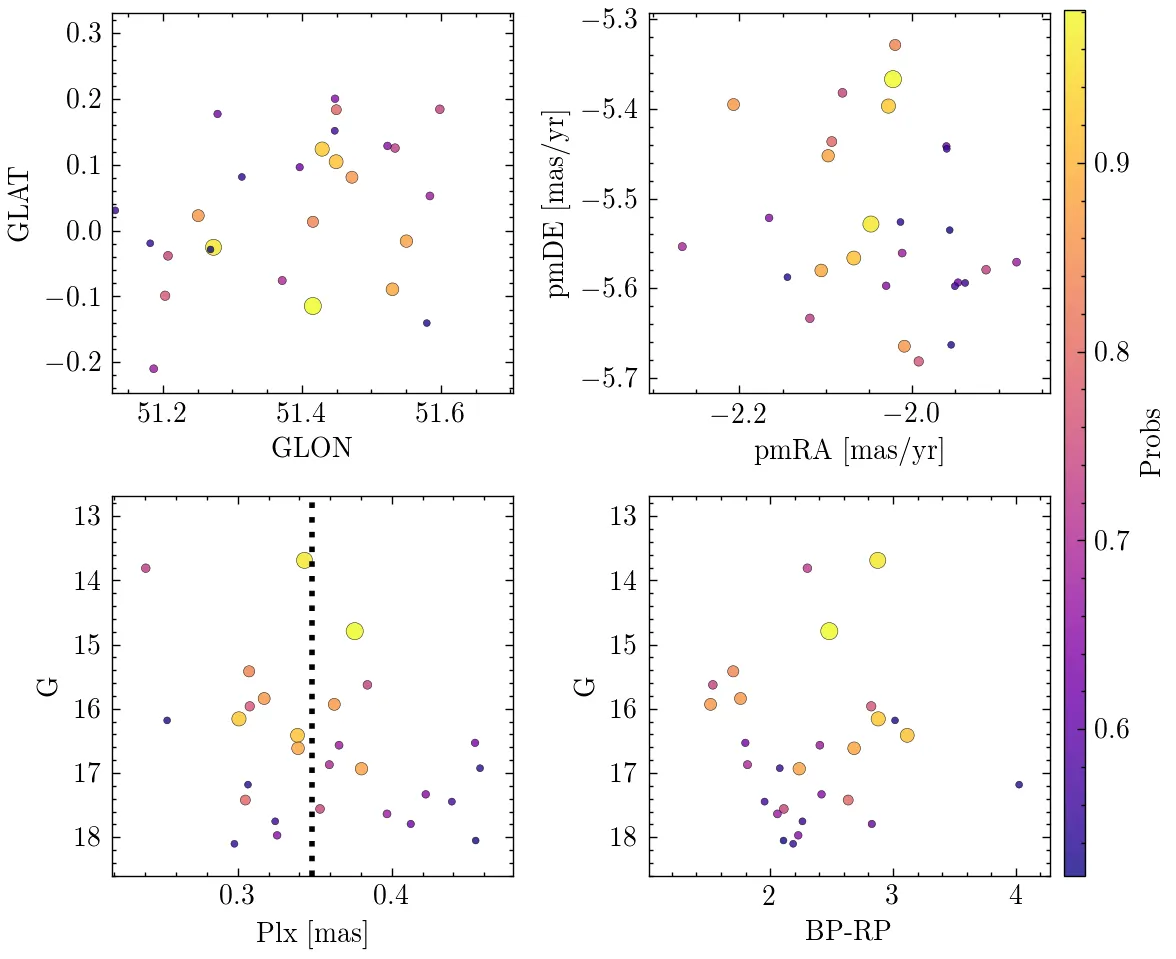 0.3
0.2
0.1
0.0
−0.1
−0.2
GLAT
51.2 51.4 51.6
GLON
−5.3
−5.4
−5.5
−5.6
−5.7
pmDE [mas/yr]
−2.2 −2.0
pmRA [mas/yr]
13
14
15
16
17
18
G
0.3 0.4
Plx [mas]
13
14
15
16
17
18
G
2 3 4
BP-RP
0.9
0.8
0.7
0.6
Probs